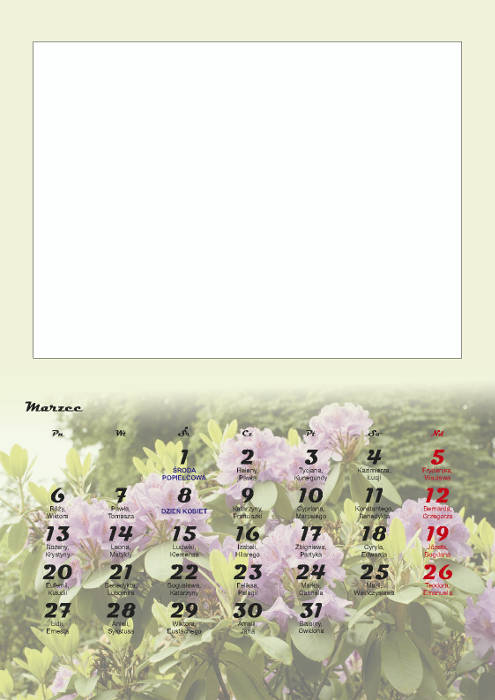 Marzec
Pn Wt Śr Cz Pt So Nd
1 2 3 4 5
ŚRODA POPIELCOWA Heleny, Pawła Tycjana, Kunegundy Kazimierza, Łucji Wacława
6 7 8 9 10 11 12
Róży, Wiktora Pawła, Tomasza DZIEŃ KOBIET Katarzyny, Franciszki Cypriana, Konstantego, Benedykta Bernarda, Grzegorza
13 14 15 16 17 18 19
Bożeny, Krystyny Leona, Matyldy Ludwiki, Klemensa Izabeli, Hilarego Zbigniewa, Patryka Cyryla, Edwarda Józefa, Bogdana
20 21 22 23 24 25 26
Eufemii, Klaudii Benedykta, Lubomira Bogusława, Katarzyny Feliksa, Pelagii Marka, Gabriela Marii, Wieńczysława Teodora, Emanuela
27 28 29 30 31
Lidii, Ernesta Anieli, Sykstusa Wiktora, Eustachego Amelii, Jana Balbiny,